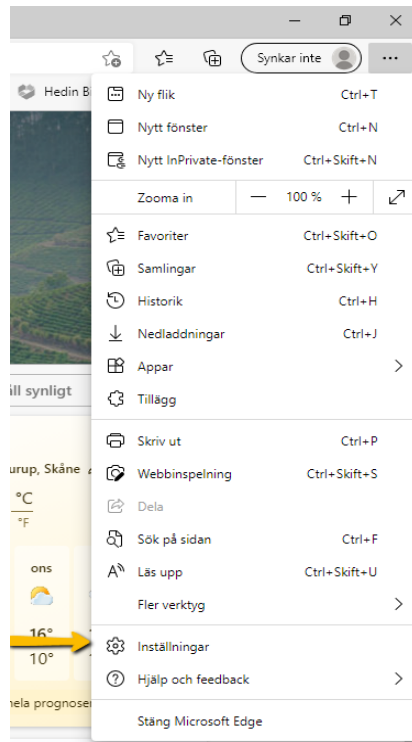 Synkar inte
Hedin B
Ny flik Ctrl+T
Nytt fönster Ctrl+N
Nytt InPrivate-fönster Ctrl+Skift+N
Zooma in — 100 % +
Favoriter Ctrl+Skift+O
Samlingar Ctrl+Skift+Y
Historik Ctrl+H
Nedladdningar Ctrl+J
Appar
ill synligt
Tillägg
Skriv ut Ctrl+P
urup, Skåne
Webbinspelning Ctrl+Skift+S
°C
Dela
°F
Sök på sidan Ctrl+F
ons
Läs upp Ctrl+Skift+U
Fler verktyg
16°
Inställningar
10°
Hjälp och feedback
hela prognosen
Stäng Microsoft Edge